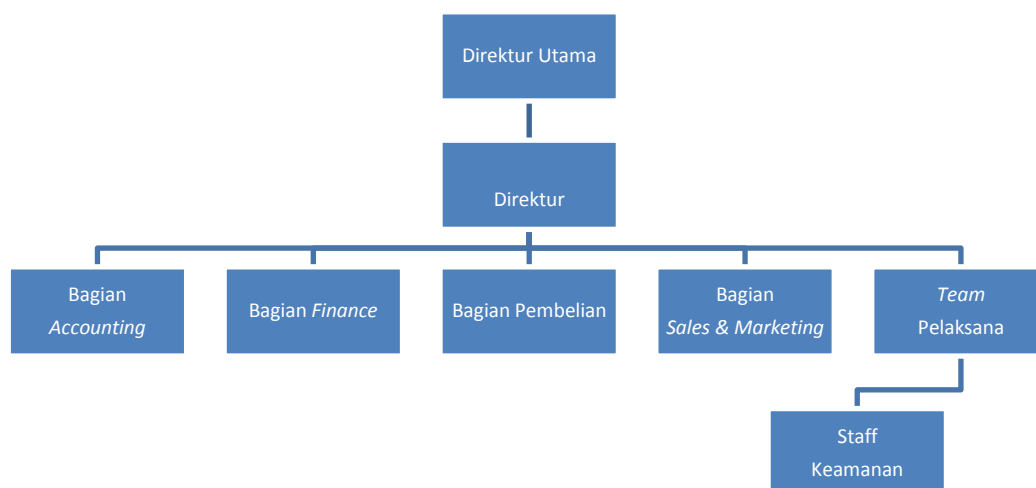 Direktur Utama
Direktur
Bagian
Accounting
Bagian Finance
Bagian Pembelian
Bagian
Sales & Marketing
Team
Pelaksana
Staff
Keamanan